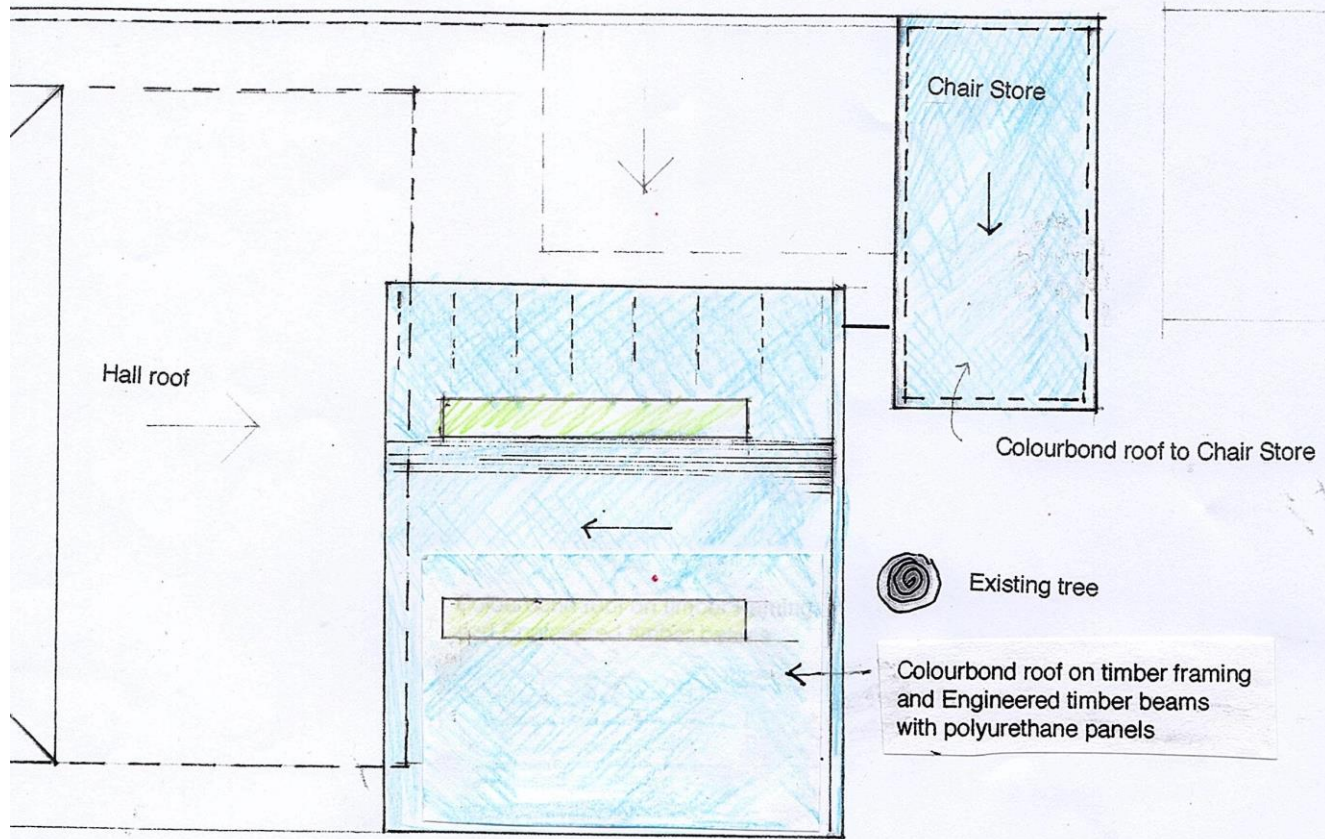 Chair Store
Hall roof
Colourbond roof to Chair Store
Existing tree
Colourbond roof on timber framing
and Engineered timber beams
with polyurethane panels